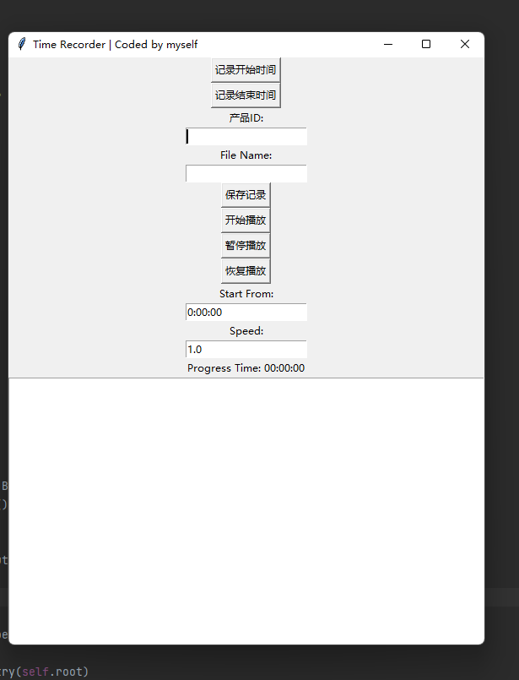 Time Recorder | Coded by myself
记录开始时间
记录结束时间
产品ID:
File Name:
保存记录
开始播放
暂停播放
恢复播放
Start From:
0:00:00
Speed:
1.0
Progress Time: 00:00:00
B
()
try(self.root)